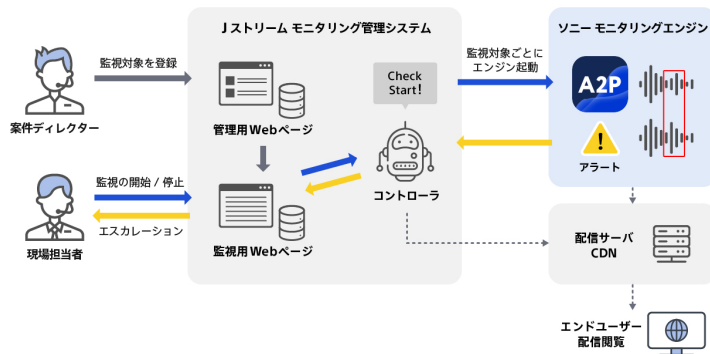 Jストリーム モニタリング管理システム
ソニー モニタリングエンジン
監視対象を登録
案件ディレクター
管理用Webページ
Check
Start!
監視対象ごとに
エンジン起動
A2P
アラート
コントローラ
監視の開始 / 停止
エスカレーション
現場担当者
監視用Webページ
配信サーバ
CDN
エンドユーザー
配信閲覧